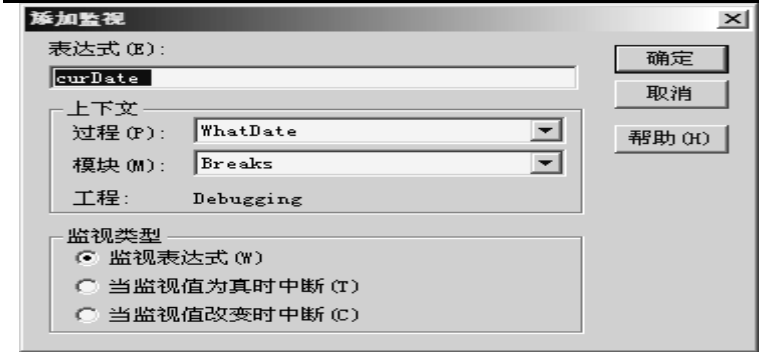 添加监视
表达式(E):
确定
curDate
取消
上下文
过程(P): WhatDate
帮助(H)
模块(M): Breaks
工程: Debugging
监视类型
监视表达式(W)
当监视值为真时中断(T)
当监视值改变时中断(C)